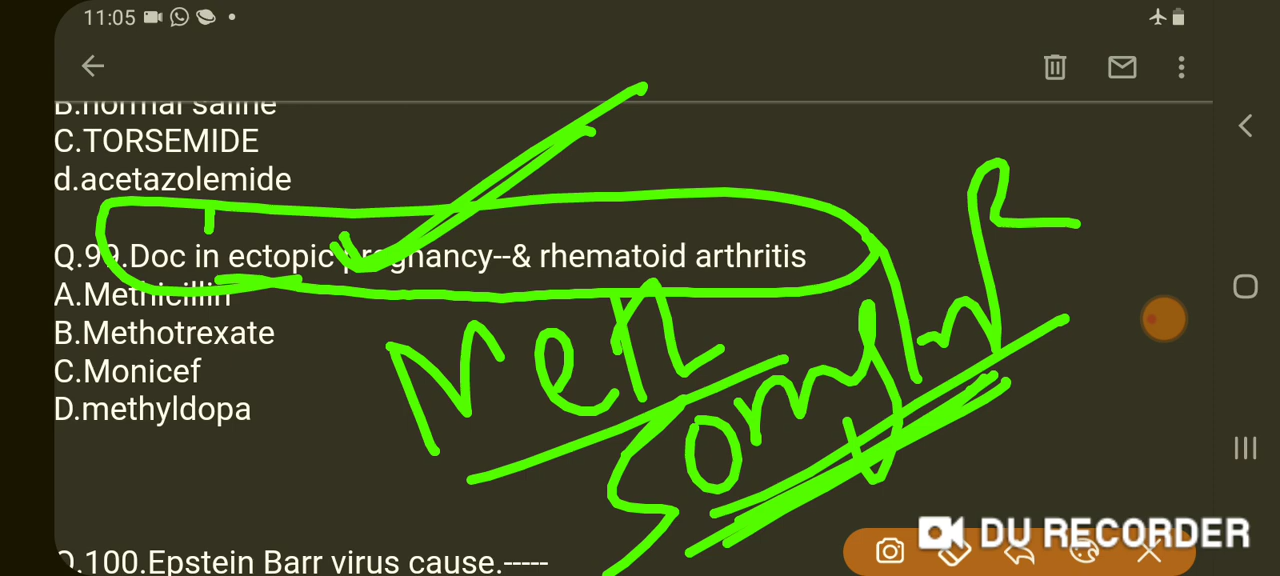 11:05
B.normal saline
C.TORSEMIDE
d.acetazolemide
Q.99.Doc in ectopic pregnancy--& rhematoid arthritis
A.Methicillin
B.Methotrexate
C.Monicef
D.methyldopa
Q.100.Epstein Barr virus cause.-----
DU RECORDER